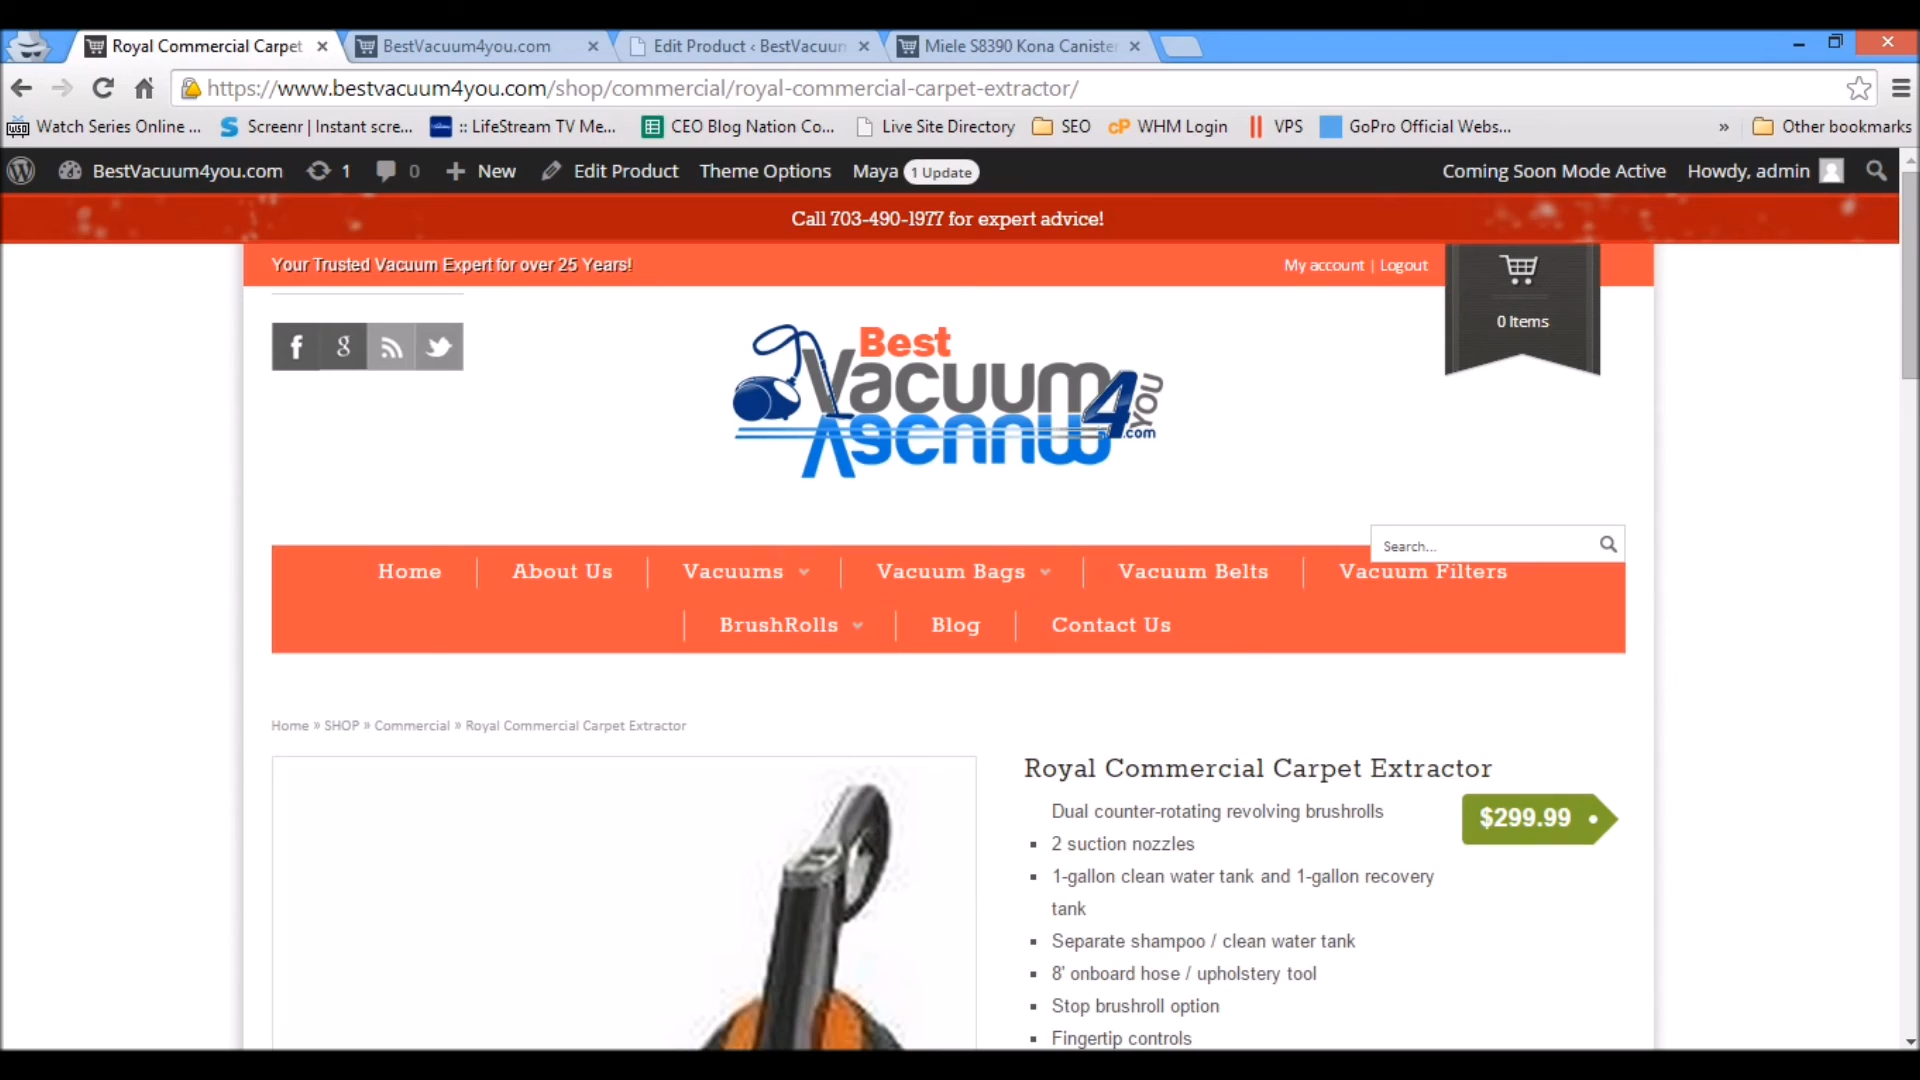 Royal Commercial Carpet
BestVacuum4you.com
Edit Product ‹ BestVacuum
Miele S8390 Kona Caniste
https://www.bestvacuum4you.com/shop/commercial/royal-commercial-carpet-extractor/
Watch Series Online ...
Screenr | Instant scre...
:: LifeStream TV Me...
CEO Blog Nation Co...
Live Site Directory
SEO
cP WHM Login
VPS
GoPro Official Webs...
»
Other bookmarks
BestVacuum4you.com
1
0
+ New
Edit Product
Theme Options
Maya 1 Update
Coming Soon Mode Active
Howdy, admin
Call 703-490-1977 for expert advice!
Your Trusted Vacuum Expert for over 25 Years!
My account | Logout
0 Items
Best
Vacuum4YOU
.com
Search...
Home
About Us
Vacuums
Vacuum Bags
Vacuum Belts
Vacuum Filters
BrushRolls
Blog
Contact Us
Home » SHOP » Commercial » Royal Commercial Carpet Extractor
Royal Commercial Carpet Extractor
$299.99
Dual counter-rotating revolving brushrolls
▪ 2 suction nozzles
▪ 1-gallon clean water tank and 1-gallon recovery
tank
▪ Separate shampoo / clean water tank
▪ 8' onboard hose / upholstery tool
▪ Stop brushroll option
▪ Fingertip controls